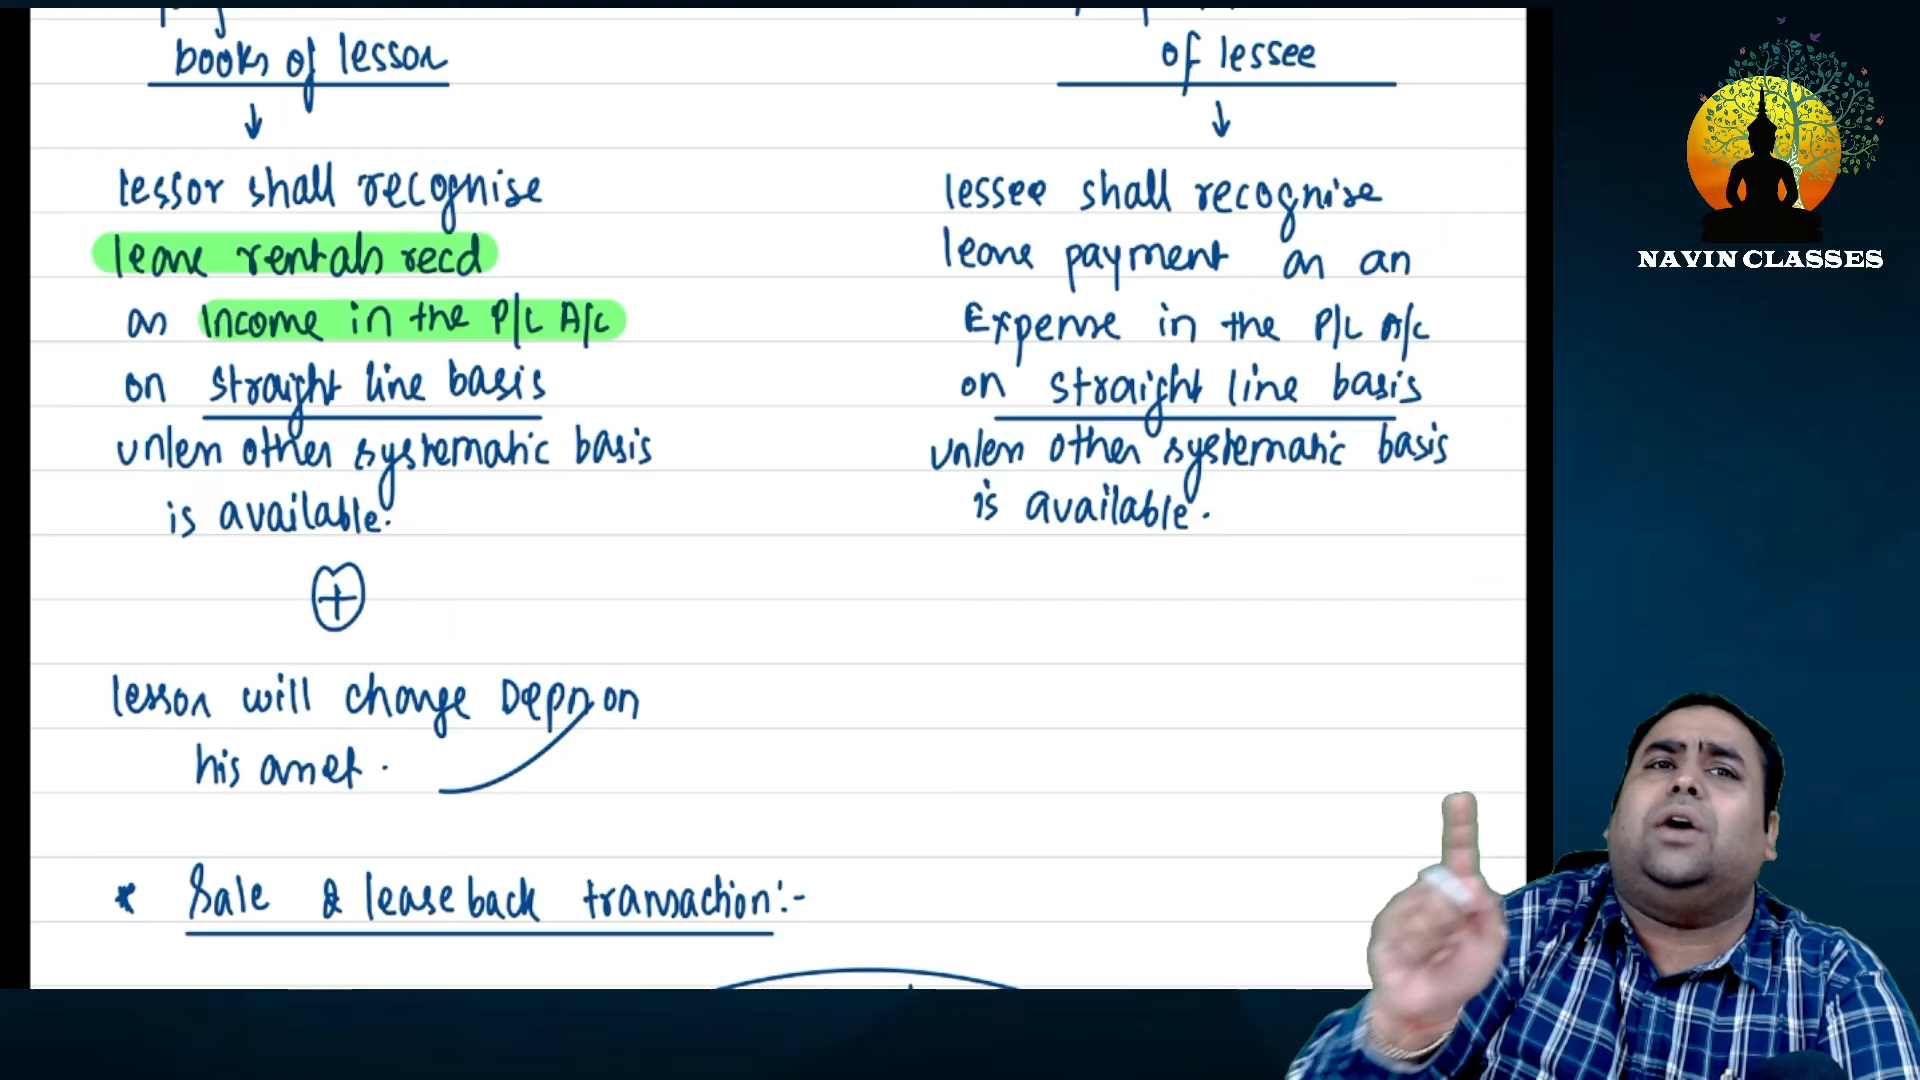 books of lessor
↓
lessor shall recognise
lease rentals recd
as Income in the P/L A/c
on straight line basis
unless other systematic basis
is available.
+
lessor will charge Depn on
his asset.
of lessee
↓
lessee shall recognise
lease payment as an
Expense in the P/L A/c
on straight line basis
unless other systematic basis
is available.
* Sale & lease back transaction:-
NAVIN CLASSES